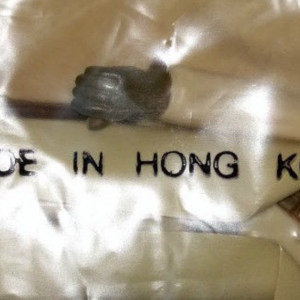 DE IN HONG K